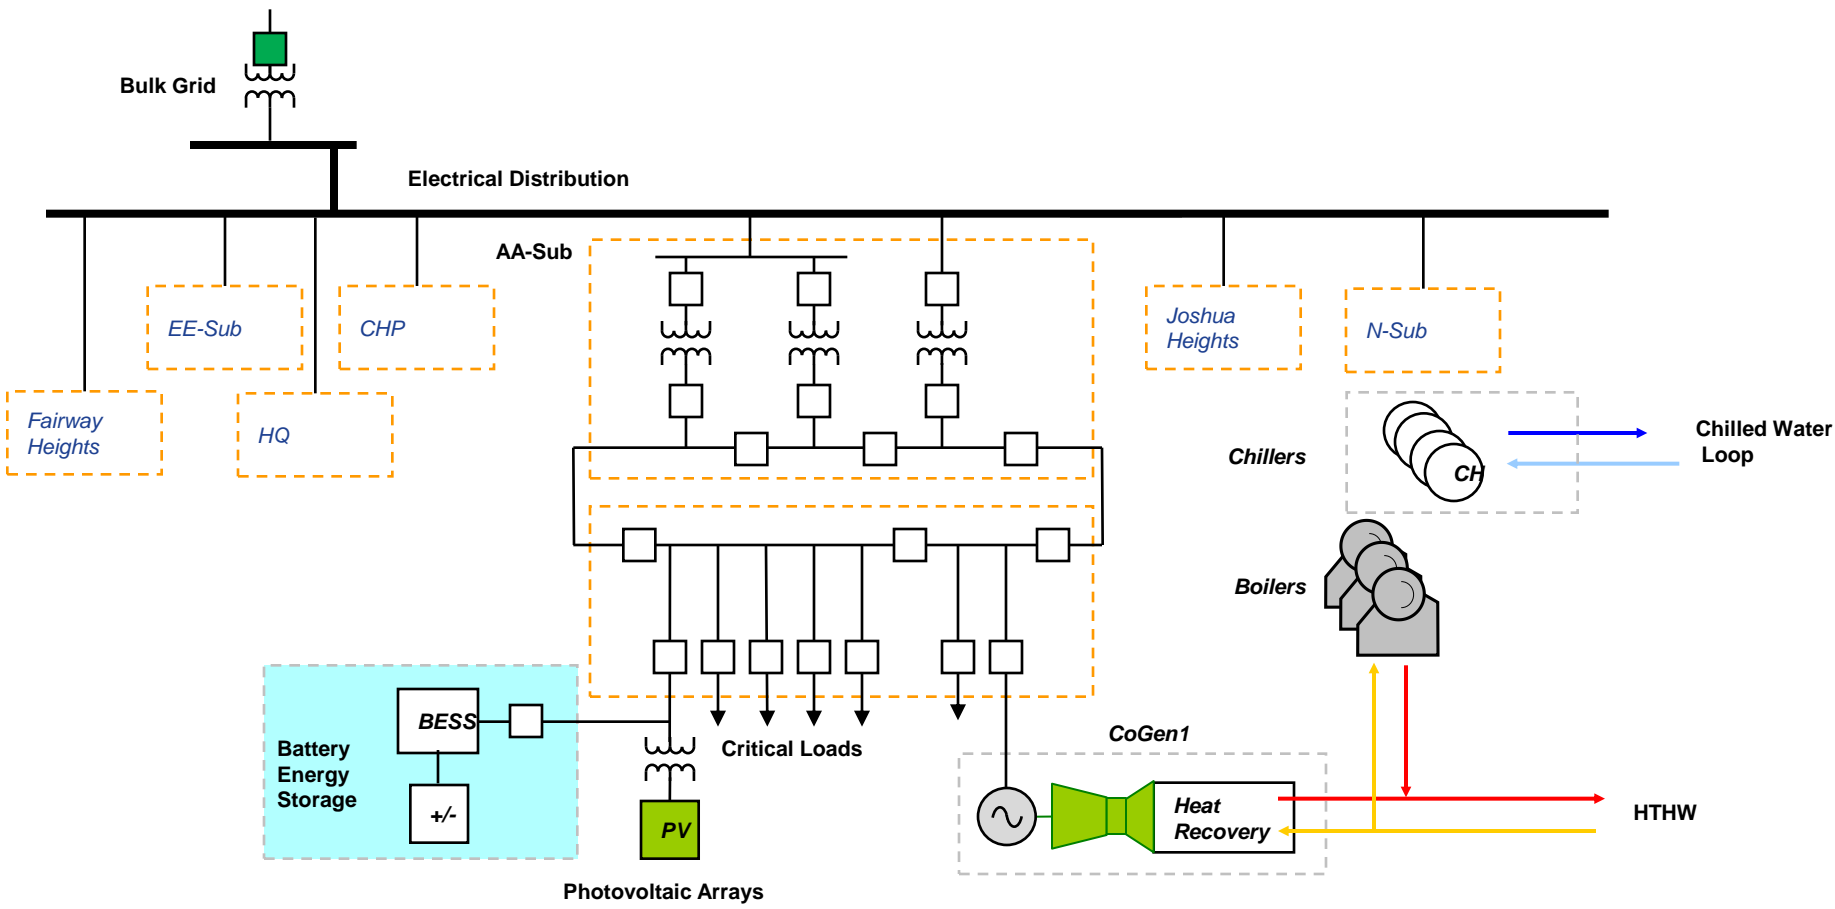 Bulk Grid
Electrical Distribution
AA-Sub
EE-Sub
CHP
Joshua
Heights
N-Sub
Fairway
Heights
HQ
Chillers
CH
Chilled Water
Loop
Boilers
Battery
Energy
Storage
BESS
+/-
Critical Loads
PV
Photovoltaic Arrays
CoGen1
Heat
Recovery
HTHW